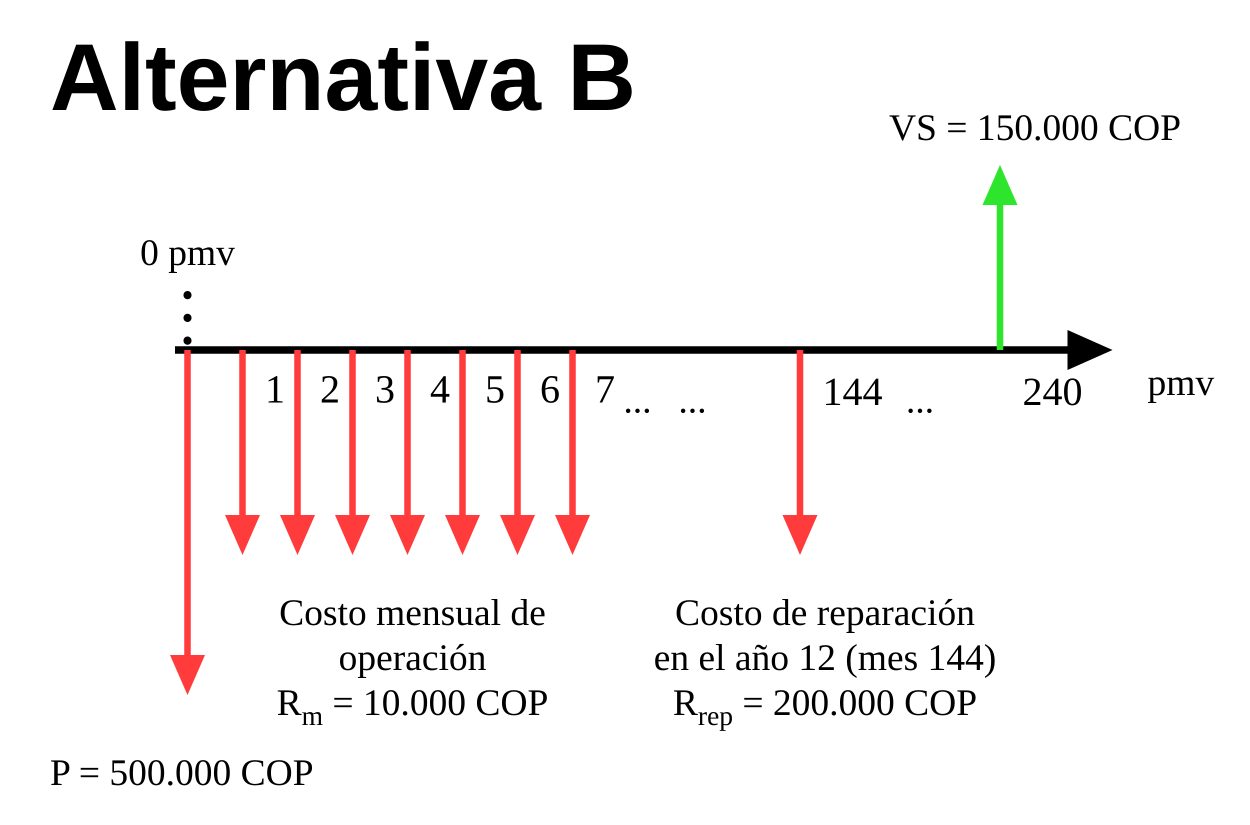 Alternativa B
VS = 150.000 COP
0 pmv
1 2 3 4 5 6 7 ... ... 144 ... 240 pmv
Costo mensual de
operación
Rm = 10.000 COP
Costo de reparación
en el año 12 (mes 144)
Rrep = 200.000 COP
P = 500.000 COP